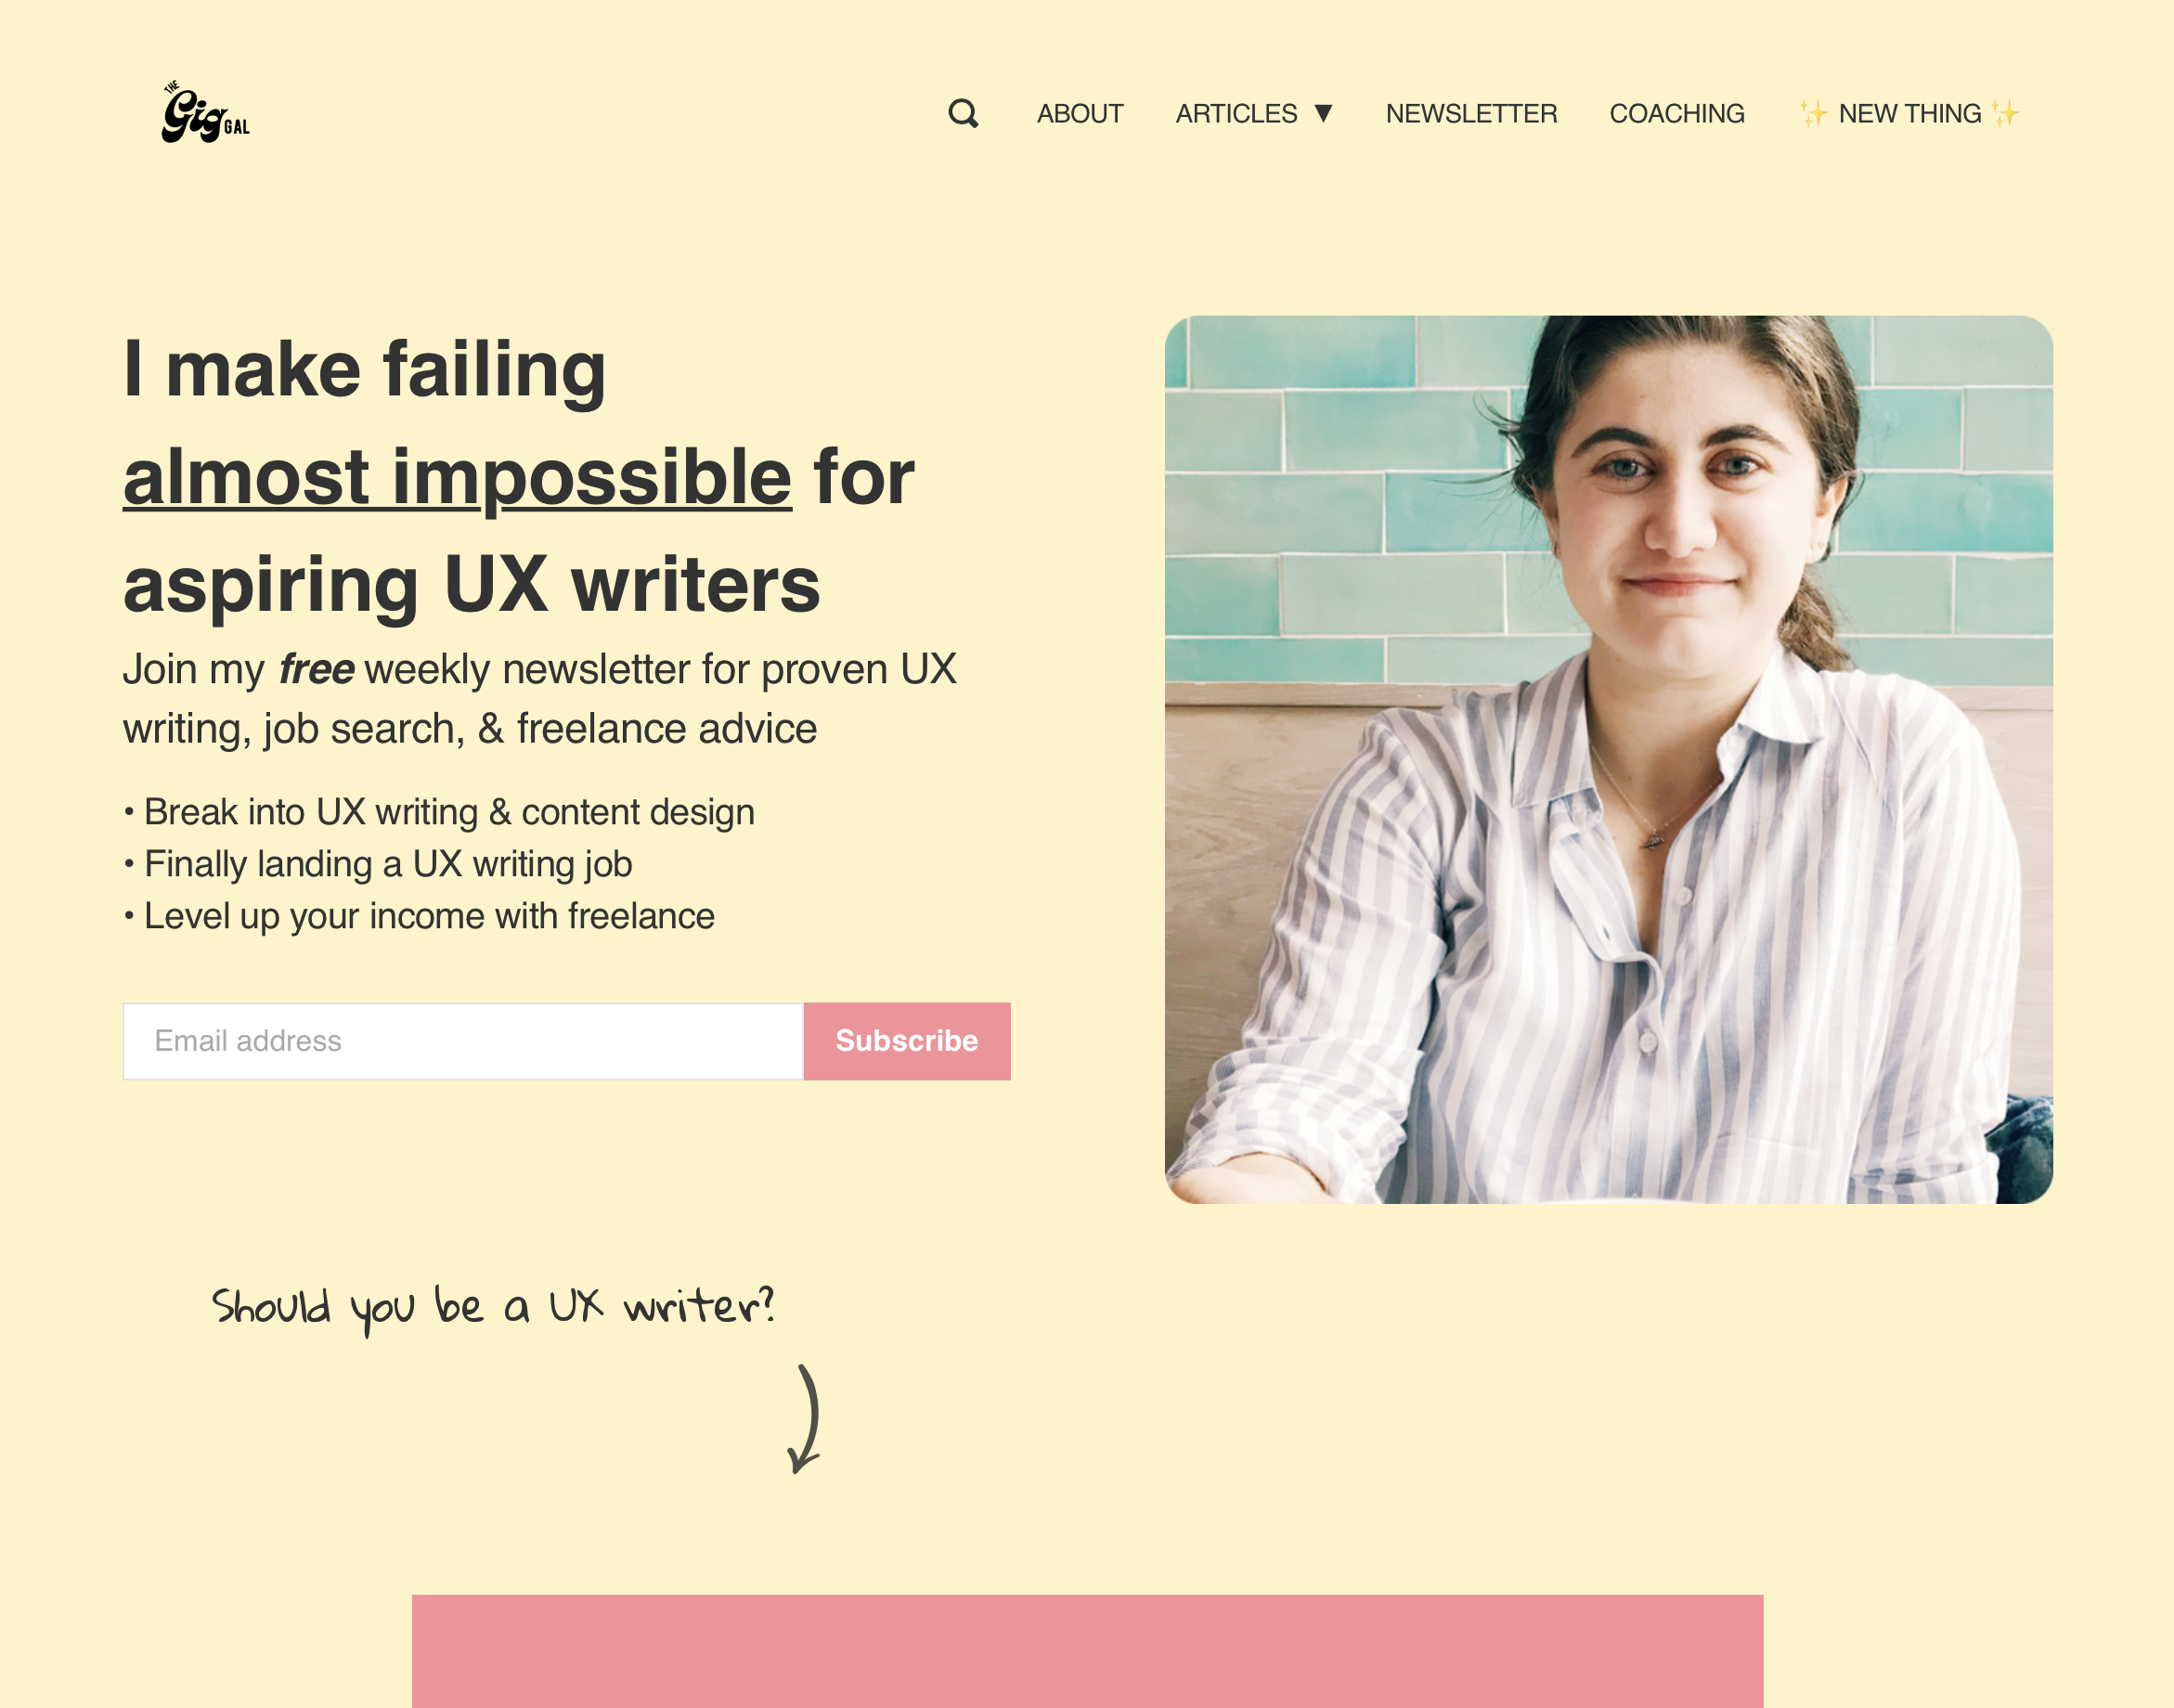 THE
Gig
GAL
ABOUT ARTICLES ▼ NEWSLETTER COACHING ✨ NEW THING ✨
I make failing
almost impossible for
aspiring UX writers
Join my free weekly newsletter for proven UX
writing, job search, & freelance advice
• Break into UX writing & content design
• Finally landing a UX writing job
• Level up your income with freelance
Email address Subscribe
Should you be a UX writer?